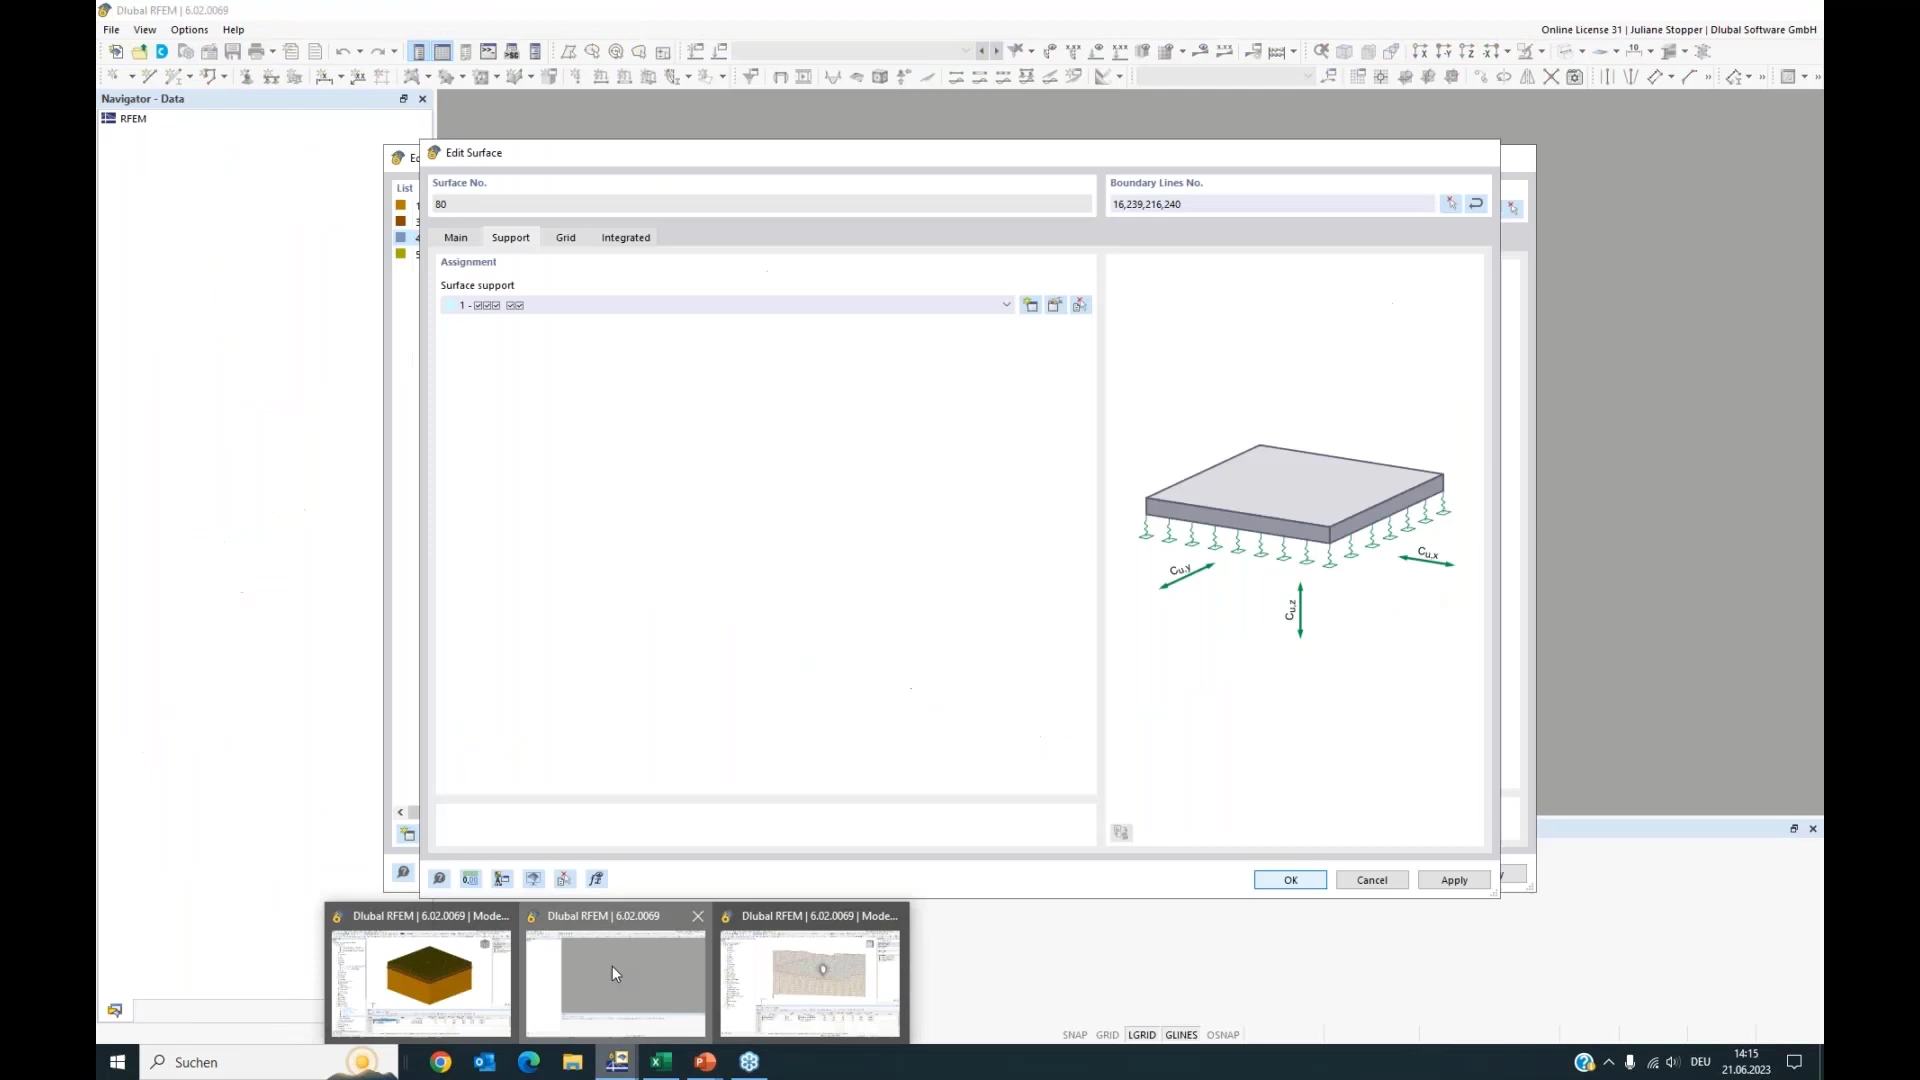 Dlubal RFEM | 6.02.0069
File View Options Help
Online License 31 | Juliane Stopper | Dlubal Software GmbH
Navigator - Data
RFEM
Edit Surface
List
Surface No.
80
Boundary Lines No.
16,239,216,240
Main Support Grid Integrated
Assignment
Surface support
1 -
Cu,y
Cu,x
Cu,z
OK Cancel Apply
Dlubal RFEM | 6.02.0069 | Mode...
Dlubal RFEM | 6.02.0069
Dlubal RFEM | 6.02.0069 | Mode...
SNAP GRID LGRID GLINES OSNAP
Suchen
DEU
14:15
21.06.2023